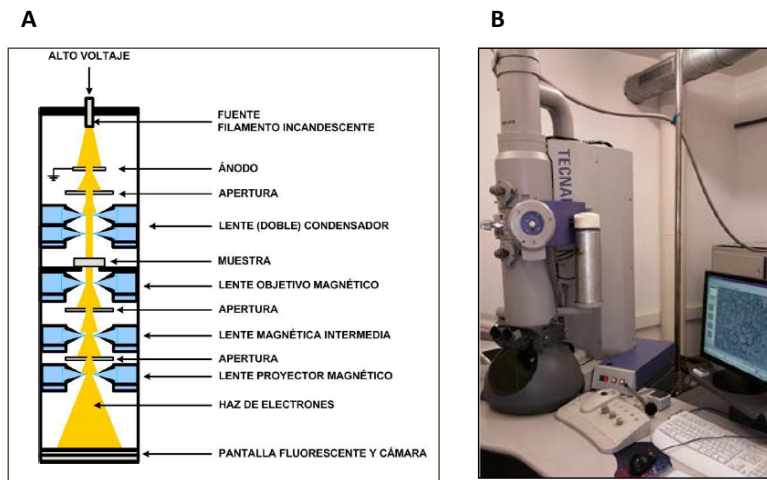 A
B
ALTO VOLTAJE
FUENTE
FILAMENTO INCANDESCENTE
ÁNODO
APERTURA
LENTE (DOBLE) CONDENSADOR
MUESTRA
LENTE OBJETIVO MAGNÉTICO
APERTURA
LENTE MAGNÉTICA INTERMEDIA
APERTURA
LENTE PROYECTOR MAGNÉTICO
HAZ DE ELECTRONES
PANTALLA FLUORESCENTE Y CÁMARA
TECNAI